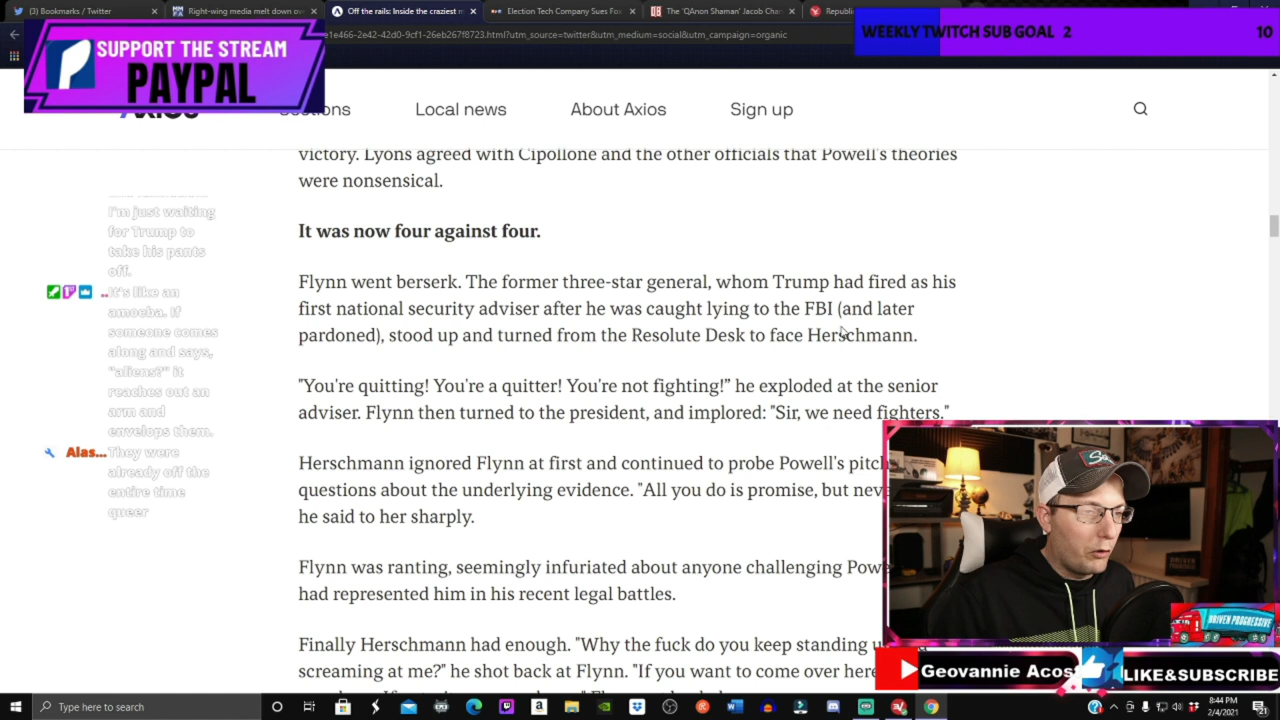 (3) Bookmarks / Twitter
Right-wing media melt down ov
Off the rails: Inside the craziest m
Election Tech Company Sues Fox
The 'QAnon Shaman' Jacob Chan
Republic
e1e466-2e42-42d0-9cf1-26eb267f8723.html?utm_source=twitter&utm_medium=social&utm_campaign=organic
SUPPORT THE STREAM
PAYPAL
WEEKLY TWITCH SUB GOAL 2
10
Local news
About Axios
Sign up
victory. Lyons agreed with Cipollone and the other officials that Powell's theories
were nonsensical.
It was now four against four.
Flynn went berserk. The former three-star general, whom Trump had fired as his
first national security adviser after he was caught lying to the FBI (and later
pardoned), stood up and turned from the Resolute Desk to face Herschmann.
"You're quitting! You're a quitter! You're not fighting!" he exploded at the senior
adviser. Flynn then turned to the president, and implored: "Sir, we need fighters."
Herschmann ignored Flynn at first and continued to probe Powell's pitch
questions about the underlying evidence. "All you do is promise, but neve
he said to her sharply.
Flynn was ranting, seemingly infuriated about anyone challenging Powe
had represented him in his recent legal battles.
Finally Herschmann had enough. "Why the fuck do you keep standing u
screaming at me?" he shot back at Flynn. "If you want to come over here
I'm just waiting
for Trump to
take his pants
off.
..It's like an
amoeba. If
someone comes
along and says,
"aliens?" it
reaches out an
arm and
envelops them.
Alas...They were
already off the
entire time
queer
DRIVEN PROGRESSIVE
Geovannie Acos
LIKE&SUBSCRIBE
Type here to search
8:44 PM
2/4/2021
21